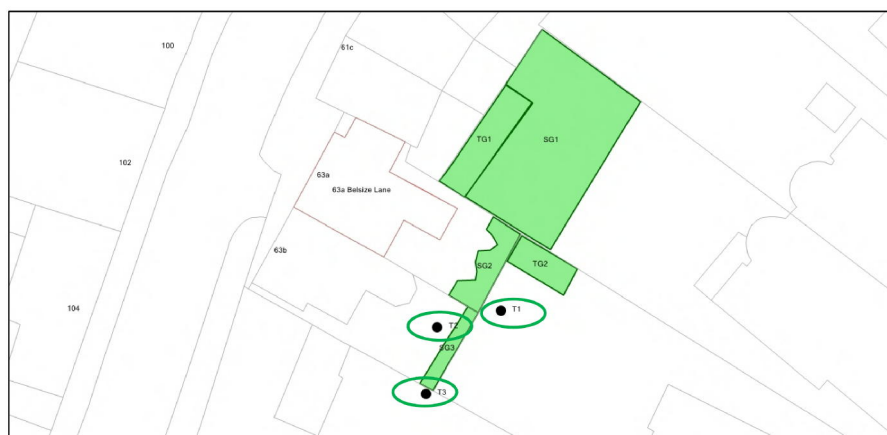 100
61c
TG1
SG1
102
63a
63a Belsize Lane
63b
SG2
TG2
104
T1
T2
SG3
T3